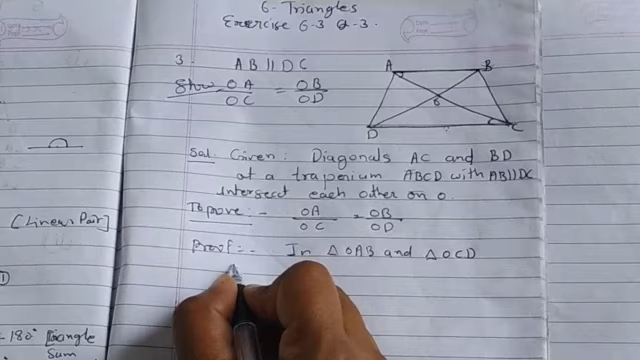 6- Triangles
Exercise 6-3 Q-3.
3 AB || DC
Show OA/OC = OB/OD
A B
O
D C
Sol. Given: Diagonals AC and BD
of a trapezium ABCD with AB||DC
intersect each other on O.
To prove:- OA/OC = OB/OD
Proof:- In △OAB and △OCD
[Linear Pair]
①
= 180° Triangle
Sum